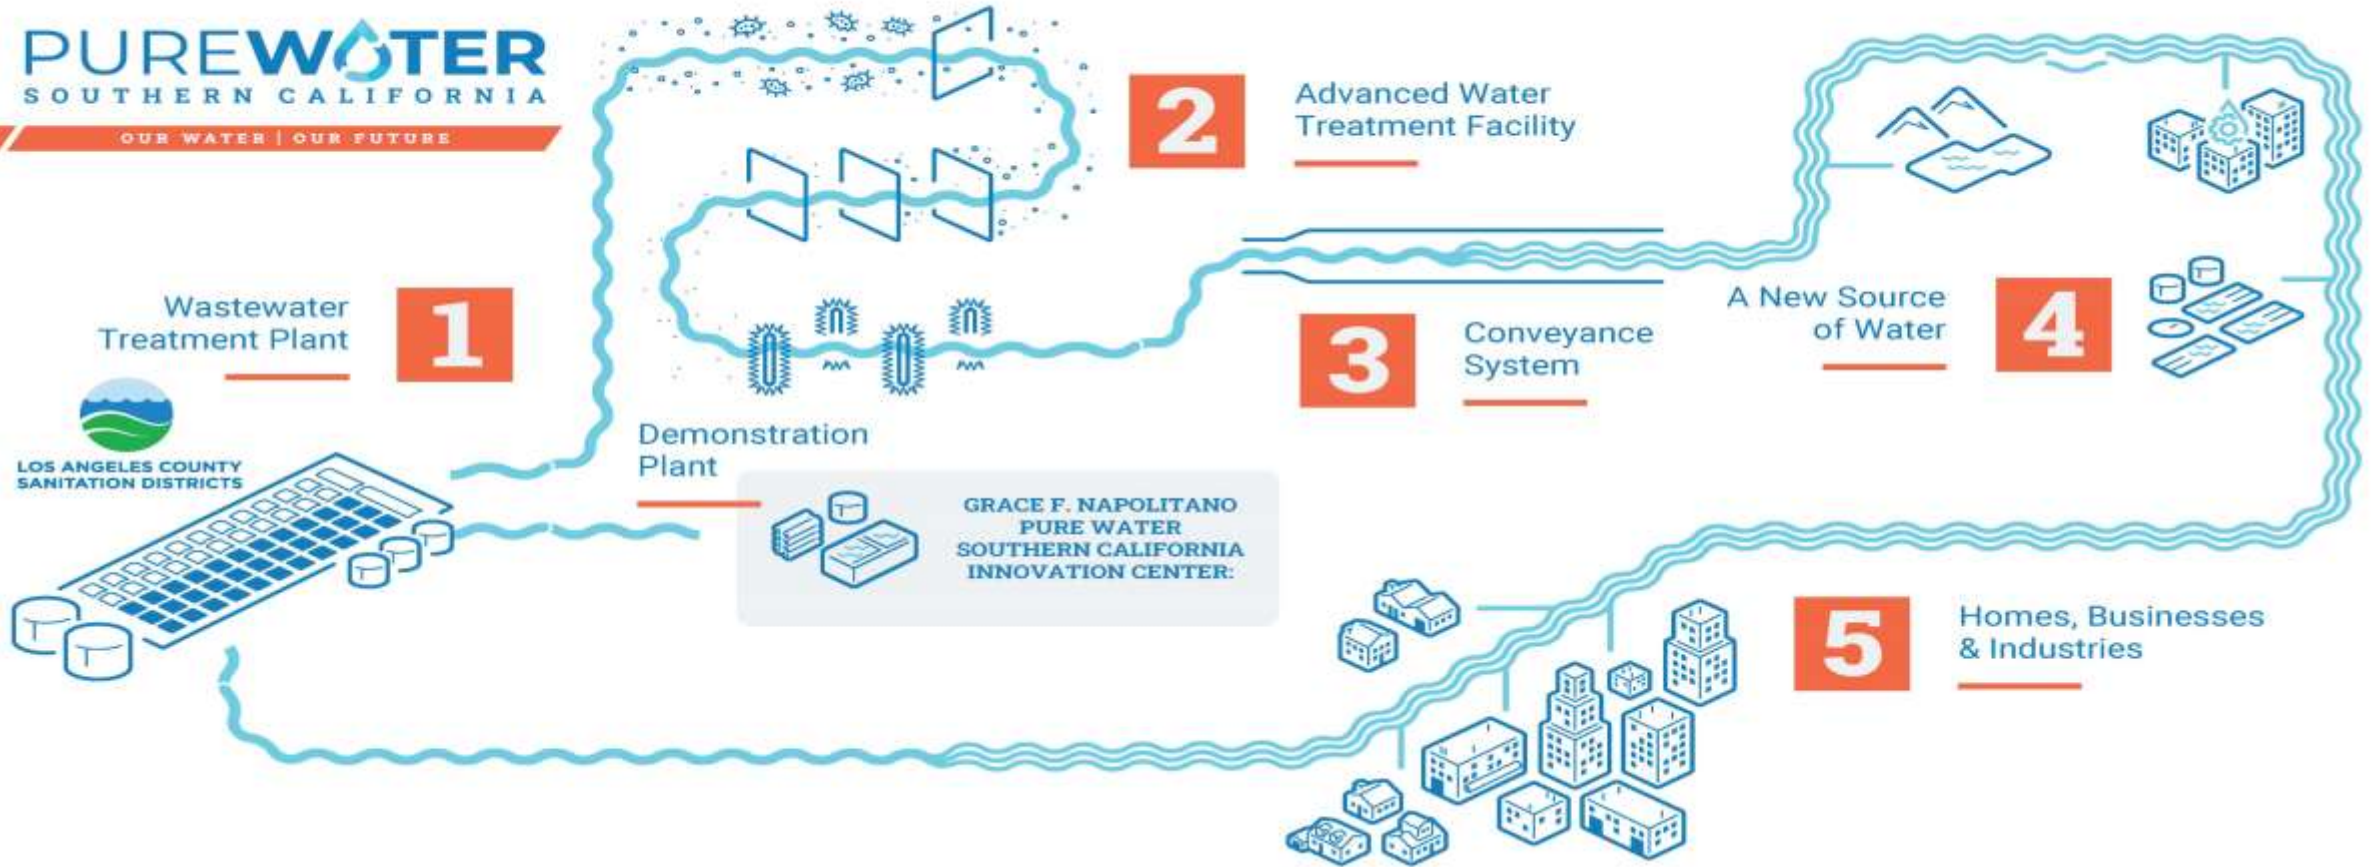 PUREWATER
SOUTHERN CALIFORNIA
OUR WATER | OUR FUTURE
1
Wastewater
Treatment Plant
LOS ANGELES COUNTY
SANITATION DISTRICTS
2
Advanced Water
Treatment Facility
Demonstration
Plant
GRACE F. NAPOLITANO
PURE WATER
SOUTHERN CALIFORNIA
INNOVATION CENTER:
3
Conveyance
System
A New Source
of Water
4
5
Homes, Businesses
& Industries